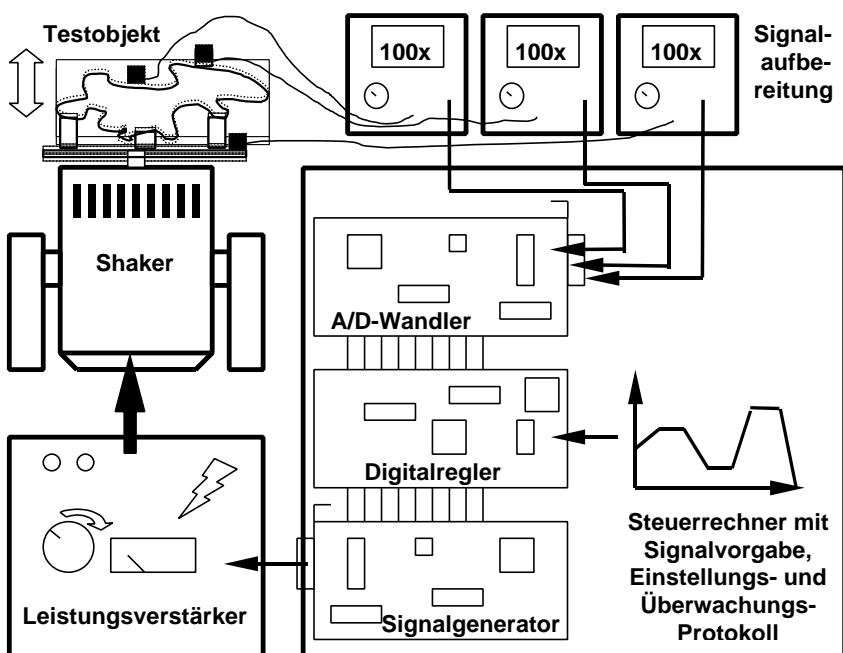 Testobjekt
100x
100x
100x
Signal-
aufbe-
reitung
Shaker
A/D-Wandler
Digitalregler
Leistungsverstärker
Signalgenerator
Steuerrechner mit
Signalvorgabe,
Einstellungs- und
Überwachungs-
Protokoll